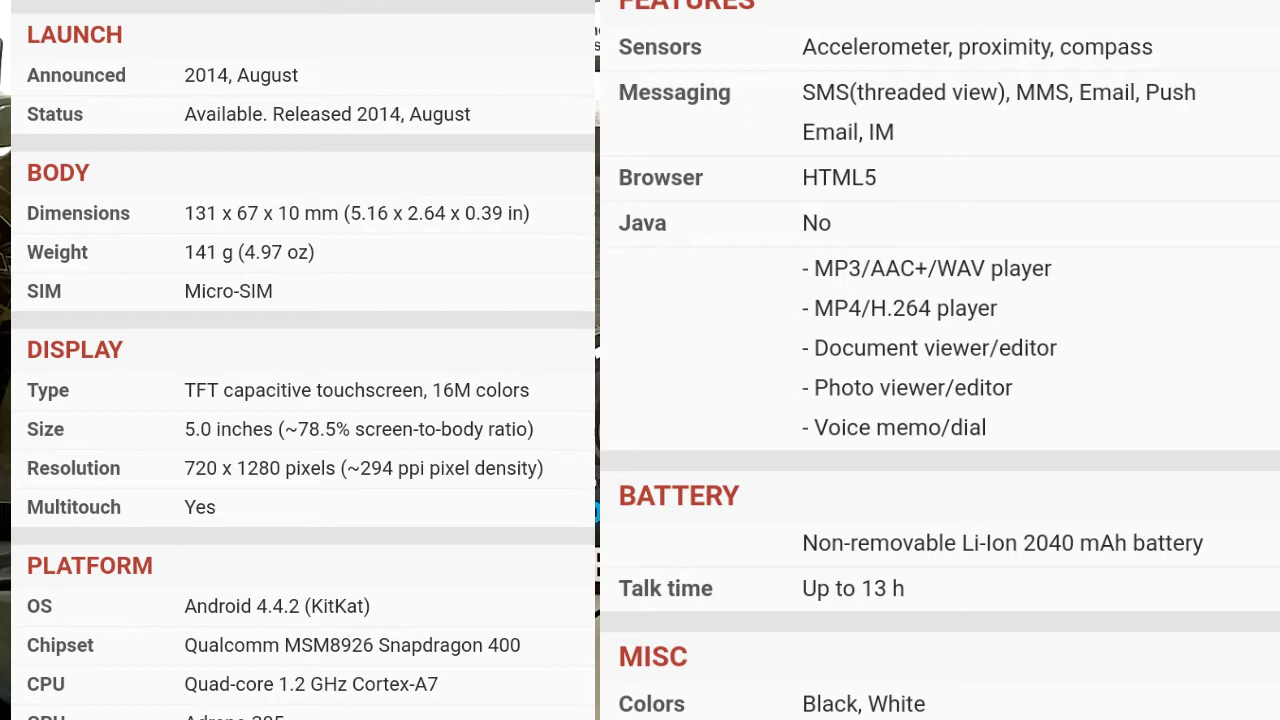 LAUNCH
Announced 2014, August
Status Available. Released 2014, August
BODY
Dimensions 131 x 67 x 10 mm (5.16 x 2.64 x 0.39 in)
Weight 141 g (4.97 oz)
SIM Micro-SIM
DISPLAY
Type TFT capacitive touchscreen, 16M colors
Size 5.0 inches (~78.5% screen-to-body ratio)
Resolution 720 x 1280 pixels (~294 ppi pixel density)
Multitouch Yes
PLATFORM
OS Android 4.4.2 (KitKat)
Chipset Qualcomm MSM8926 Snapdragon 400
CPU Quad-core 1.2 GHz Cortex-A7
GPU Adreno 305
FEATURES
Sensors Accelerometer, proximity, compass
Messaging SMS(threaded view), MMS, Email, Push
Email, IM
Browser HTML5
Java No
- MP3/AAC+/WAV player
- MP4/H.264 player
- Document viewer/editor
- Photo viewer/editor
- Voice memo/dial
BATTERY
Non-removable Li-Ion 2040 mAh battery
Talk time Up to 13 h
MISC
Colors Black, White